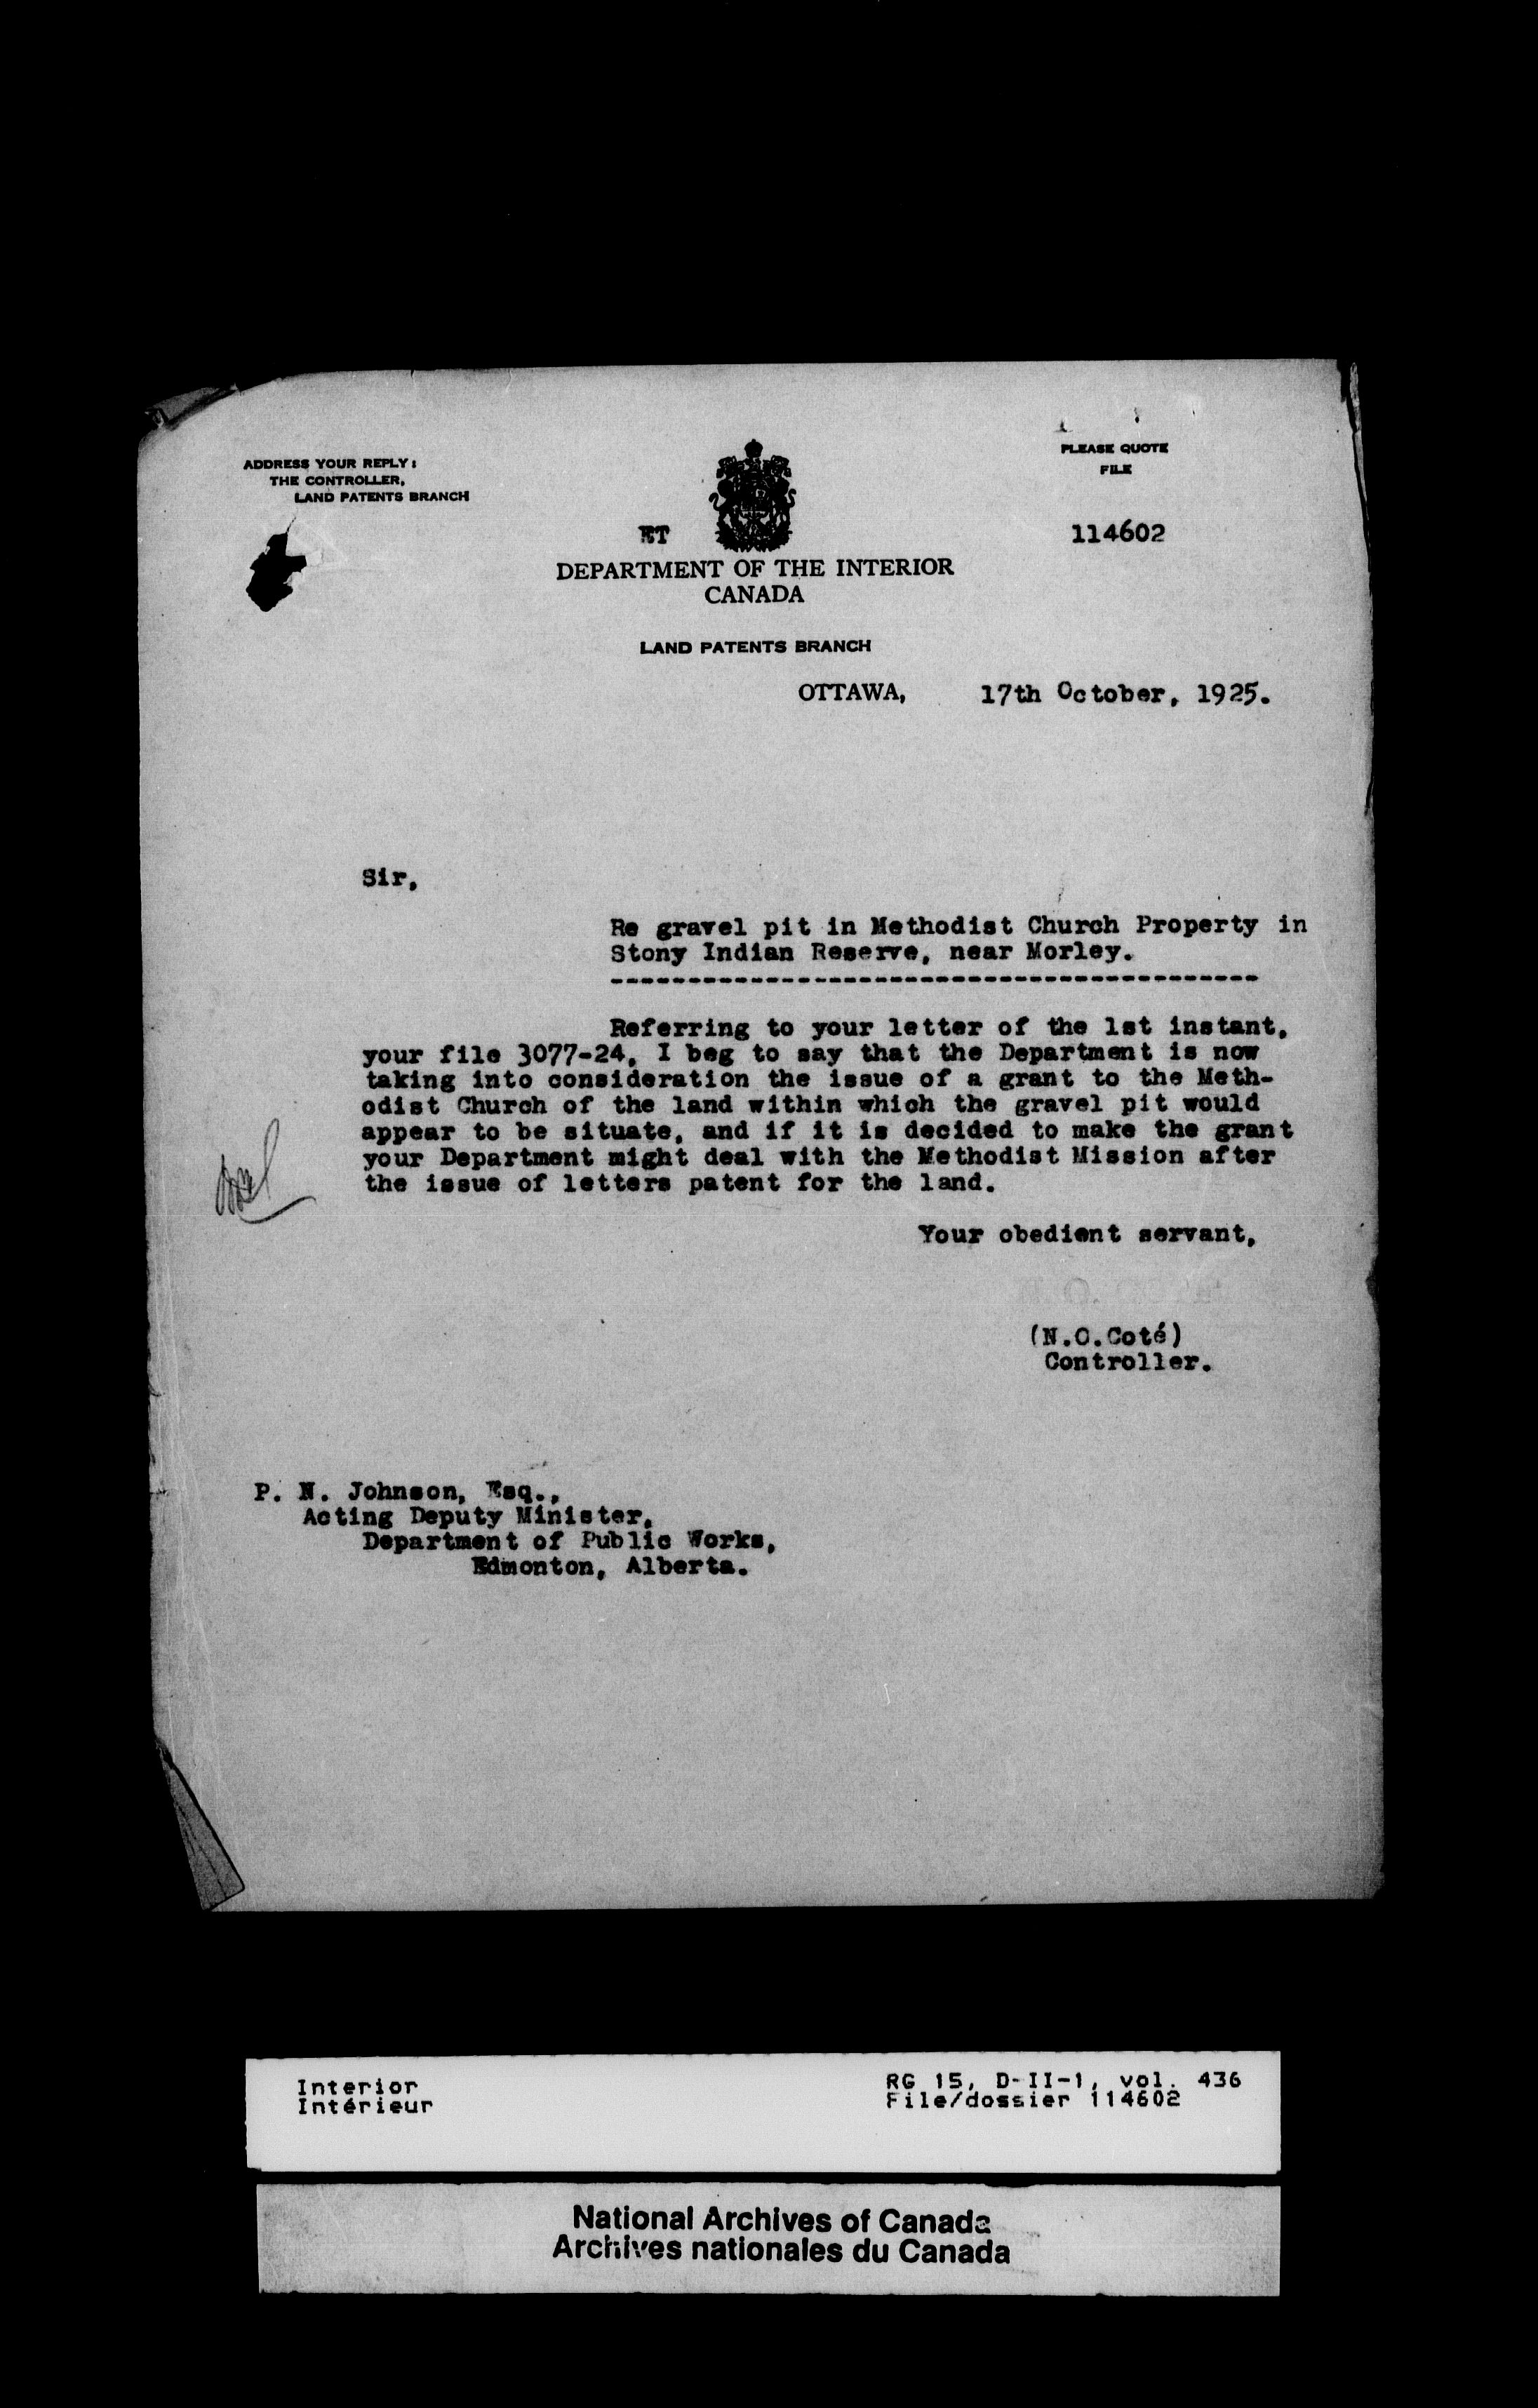 ADDRESS YOUR REPLY:
THE CONTROLLER,
LAND PATENTS BRANCH
PLEASE QUOTE
FILE
ET
114602
DEPARTMENT OF THE INTERIOR
CANADA
LAND PATENTS BRANCH
OTTAWA, 17th October, 1925.
Sir,
Re gravel pit in Methodist Church Property in
Stony Indian Reserve, near Morley.
Referring to your letter of the 1st instant,
your file 3077-24, I beg to say that the Department is now
taking into consideration the issue of a grant to the Meth-
odist Church of the land within which the gravel pit would
appear to be situate, and if it is decided to make the grant
your Department might deal with the Methodist Mission after
the issue of letters patent for the land.
Your obedient servant,
(N.O.Coté)
Controller.
P. N. Johnson, Esq.,
Acting Deputy Minister,
Department of Public Works,
Edmonton, Alberta.
Interior
Intérieur
RG 15, D-II-1, vol. 436
File/dossier 114602
National Archives of Canada
Archives nationales du Canada